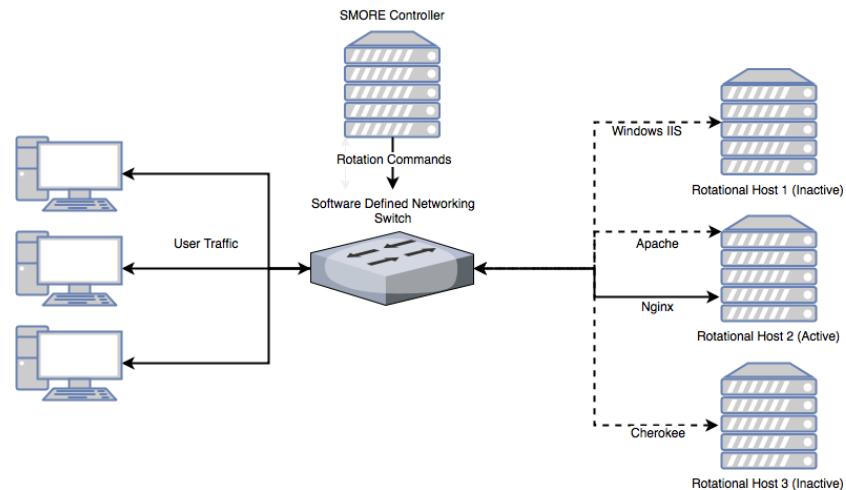 SMORE Controller
Rotation Commands
Software Defined Networking
Switch
User Traffic
Windows IIS
Rotational Host 1 (Inactive)
Apache
Nginx
Rotational Host 2 (Active)
Cherokee
Rotational Host 3 (Inactive)